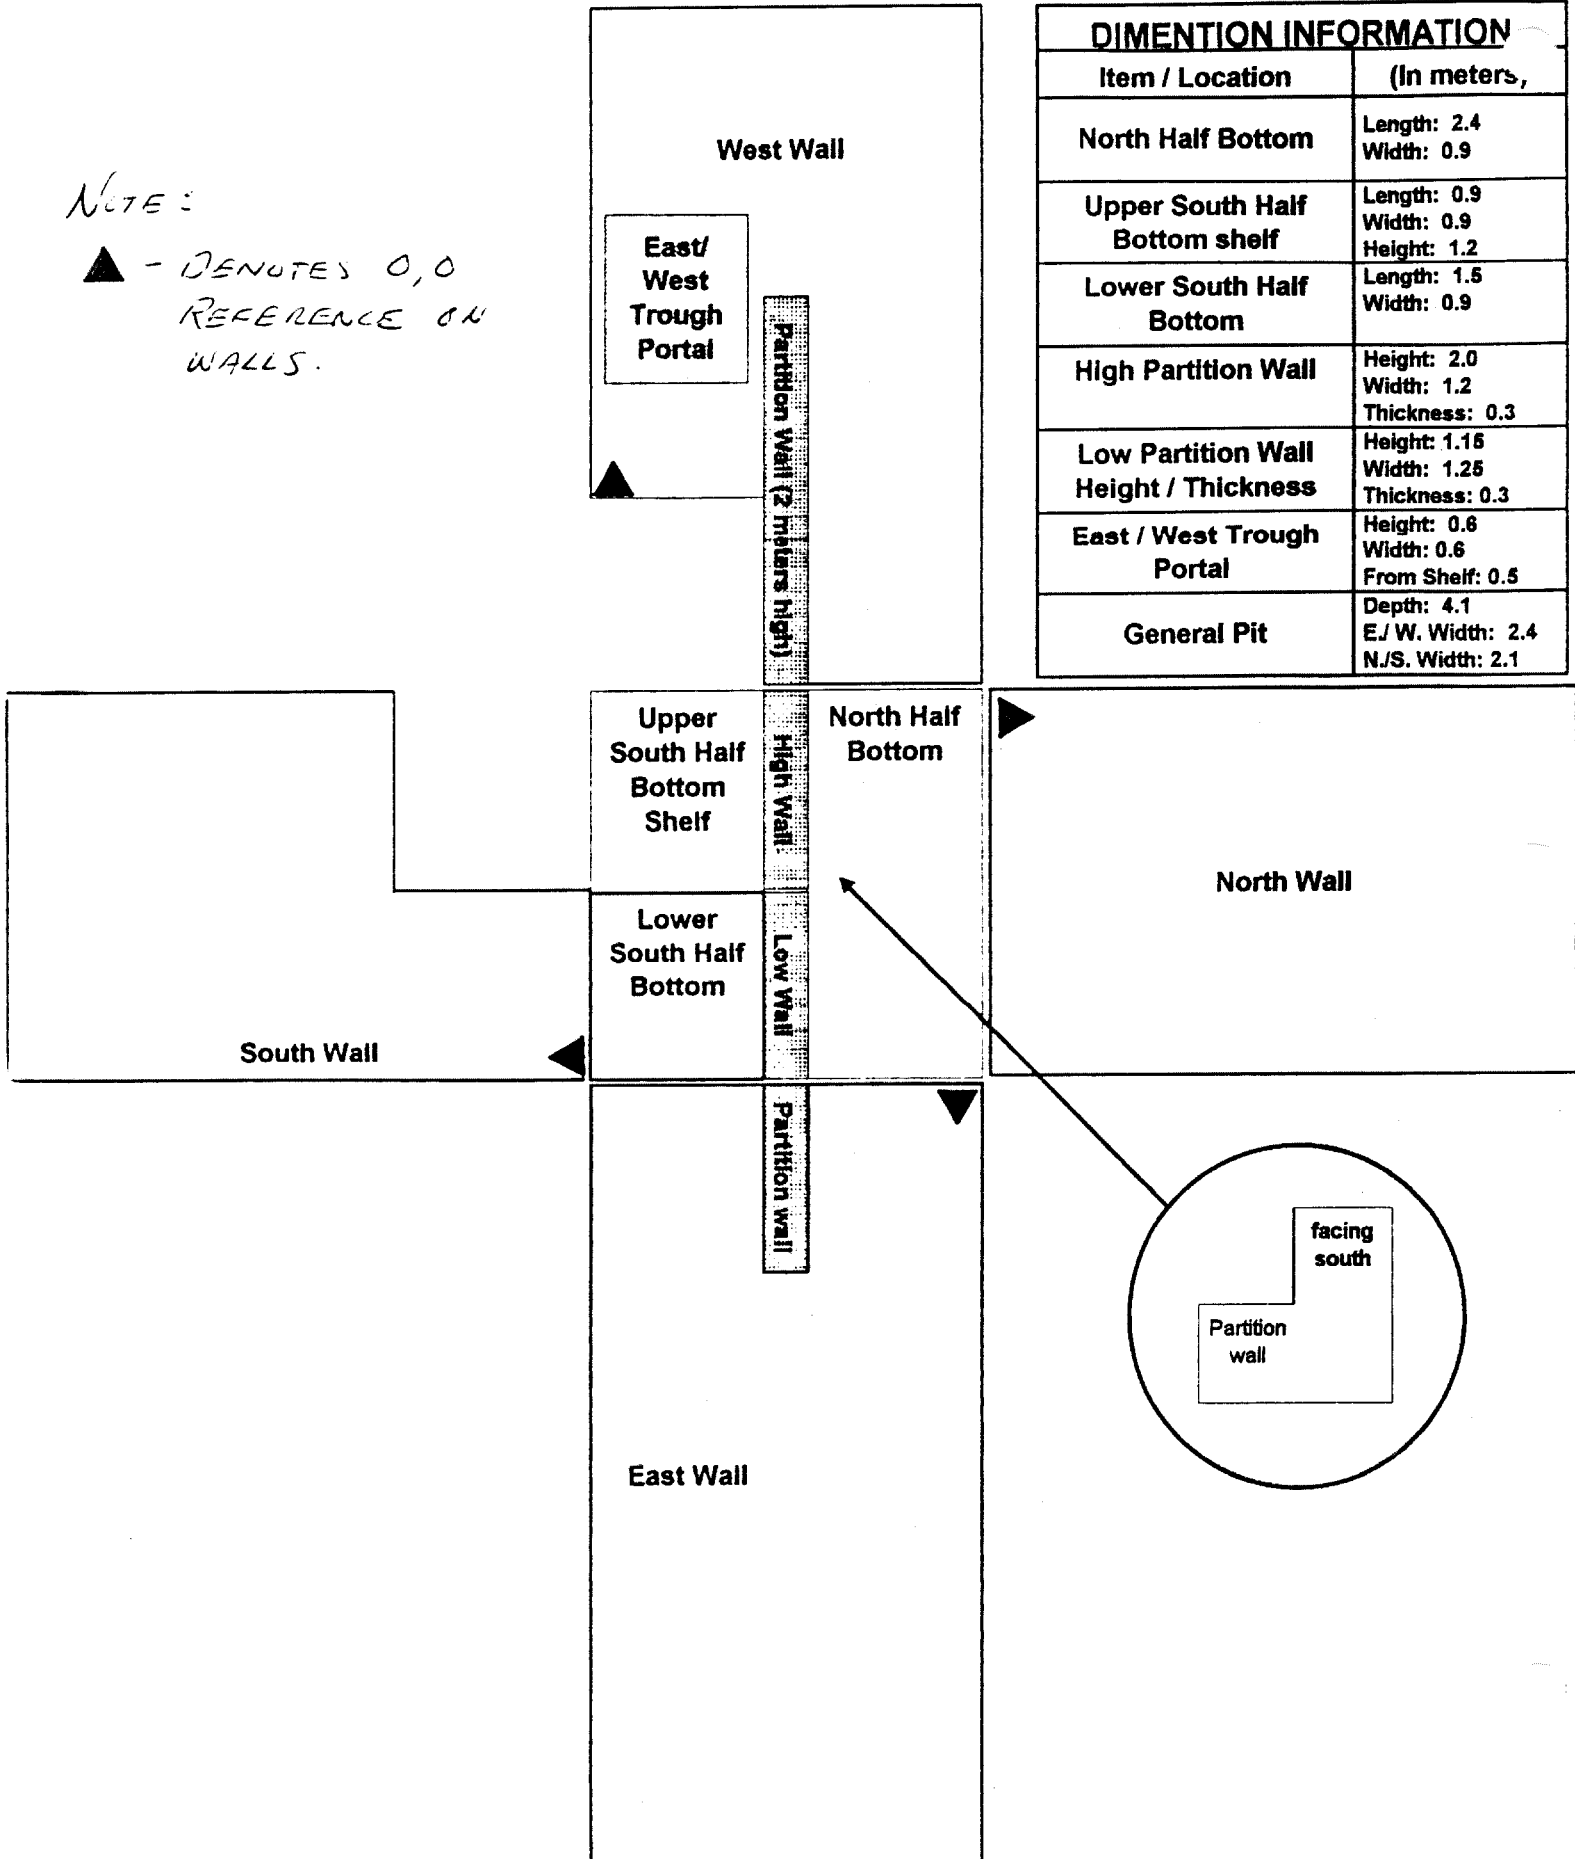 DIMENTION INFORMATION
Item / Location
(In meters,
North Half Bottom
Length: 2.4
Width: 0.9
Upper South Half
Bottom shelf
Length: 0.9
Width: 0.9
Height: 1.2
Lower South Half
Bottom
Length: 1.5
Width: 0.9
High Partition Wall
Height: 2.0
Width: 1.2
Thickness: 0.3
Low Partition Wall
Height / Thickness
Height: 1.15
Width: 1.25
Thickness: 0.3
East / West Trough
Portal
Height: 0.6
Width: 0.6
From Shelf: 0.5
General Pit
Depth: 4.1
E./ W. Width: 2.4
N./S. Width: 2.1
NOTE:
▲ - DENOTES 0,0
REFERENCE ON
WALLS.
West Wall
East/
West
Trough
Portal
Partition Wall (2 meters high)
Upper
South Half
Bottom
Shelf
High Wall
North Half
Bottom
North Wall
Lower
South Half
Bottom
Low Wall
South Wall
Partition wall
facing
south
Partition
wall
East Wall